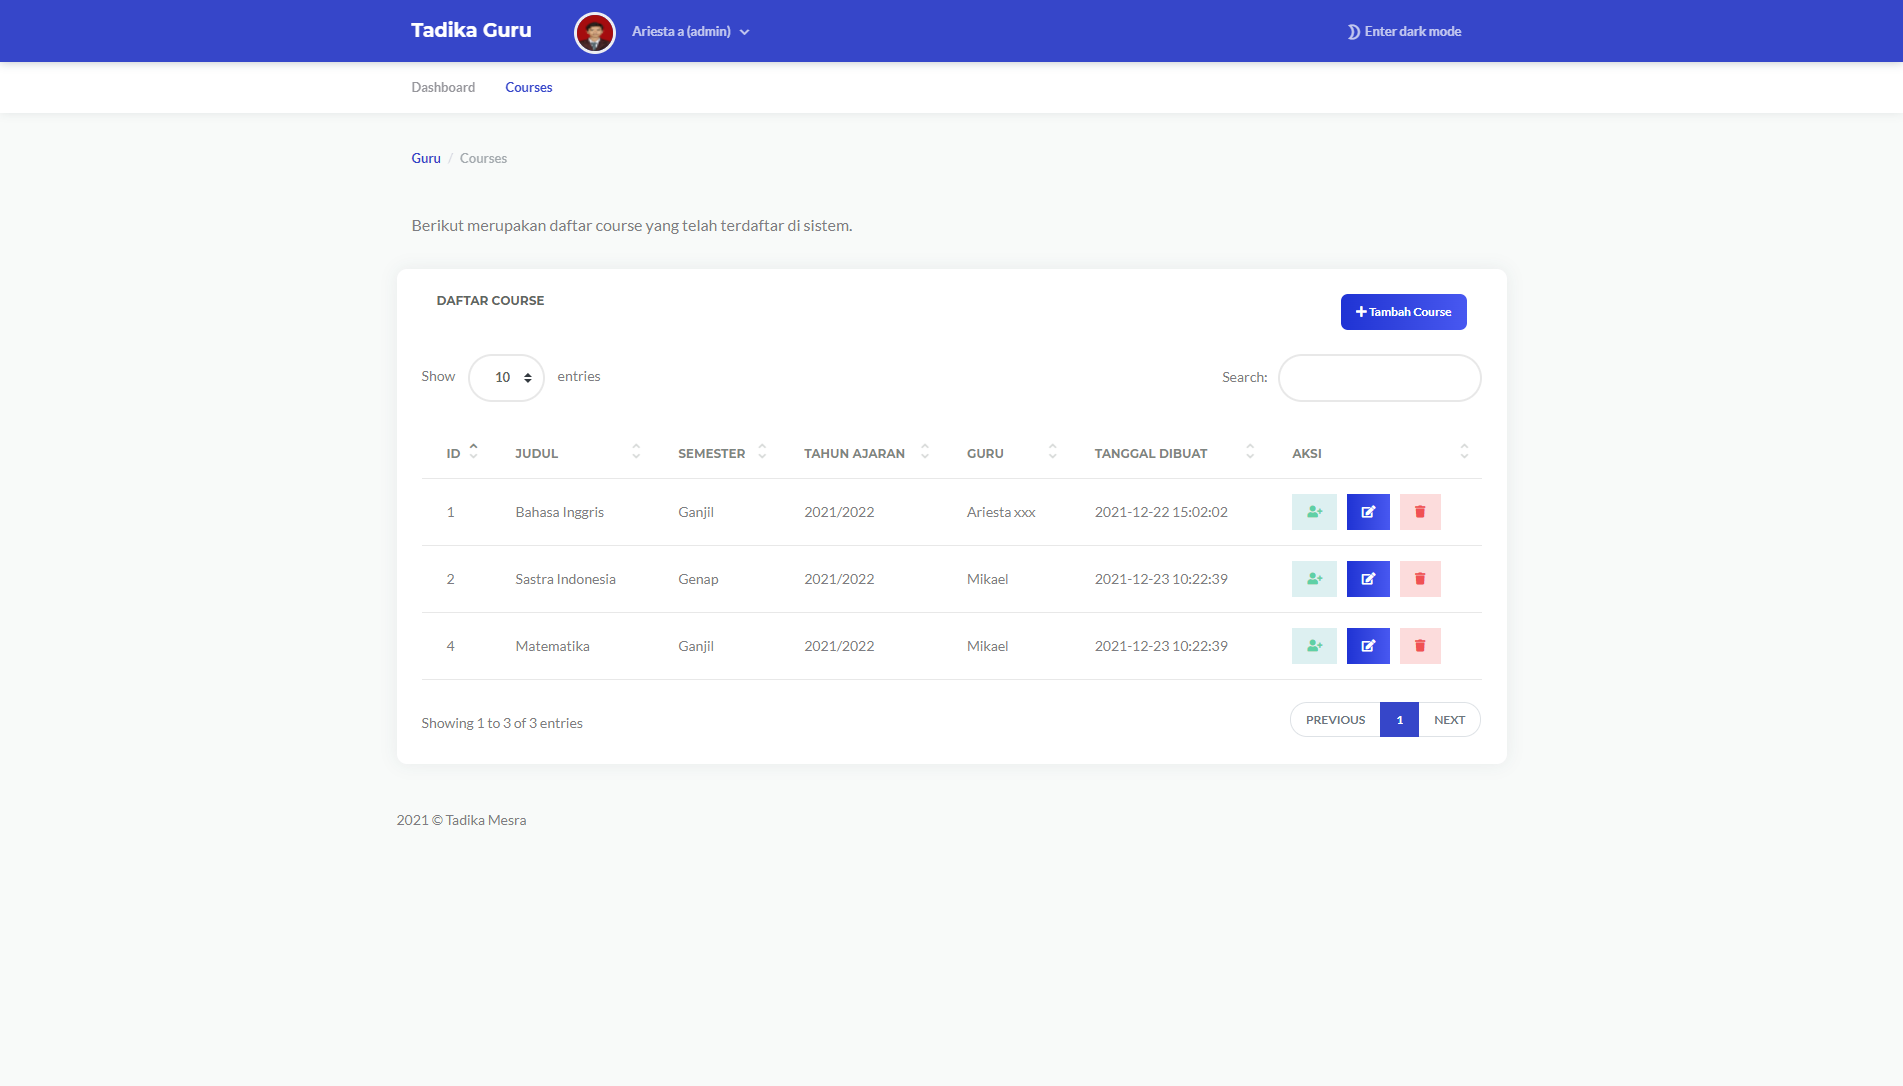 Tadika Guru
Ariesta a (admin)
Enter dark mode
Dashboard
Courses
Guru / Courses
Berikut merupakan daftar course yang telah terdaftar di sistem.
DAFTAR COURSE
Tambah Course
Show 10 entries
Search:
ID JUDUL SEMESTER TAHUN AJARAN GURU TANGGAL DIBUAT AKSI
1 Bahasa Inggris Ganjil 2021/2022 Ariesta xxx 2021-12-22 15:02:02
2 Sastra Indonesia Genap 2021/2022 Mikael 2021-12-23 10:22:39
4 Matematika Ganjil 2021/2022 Mikael 2021-12-23 10:22:39
Showing 1 to 3 of 3 entries
PREVIOUS 1 NEXT
2021 © Tadika Mesra